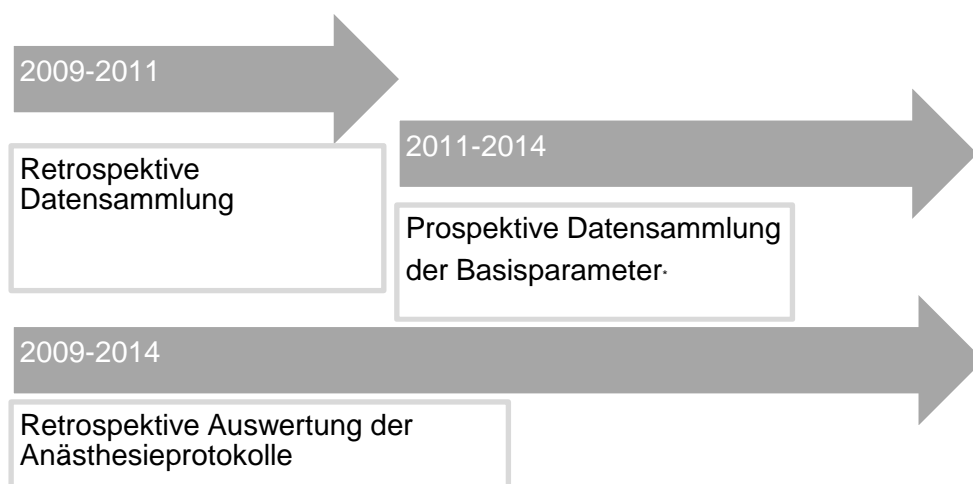 2009-2011
Retrospektive
Datensammlung
2011-2014
Prospektive Datensammlung
der Basisparameter*
2009-2014
Retrospektive Auswertung der
Anästhesieprotokolle